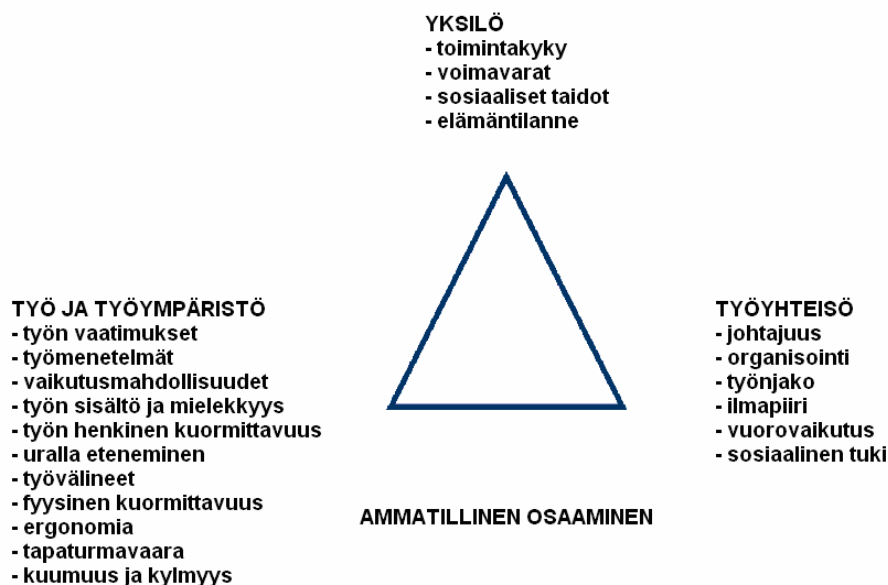 YKSILÖ
- toimintakyky
- voimavarat
- sosiaaliset taidot
- elämäntilanne
TYÖ JA TYÖYMPÄRISTÖ
- työn vaatimukset
- työmenetelmät
- vaikutusmahdollisuudet
- työn sisältö ja mielekkyys
- työn henkinen kuormittavuus
- uralla eteneminen
- työvälineet
- fyysinen kuormittavuus
- ergonomia
- tapaturmavaara
- kuumuus ja kylmyys
TYÖYHTEISÖ
- johtajuus
- organisointi
- työnjako
- ilmapiiri
- vuorovaikutus
- sosiaalinen tuki
AMMATILLINEN OSAAMINEN